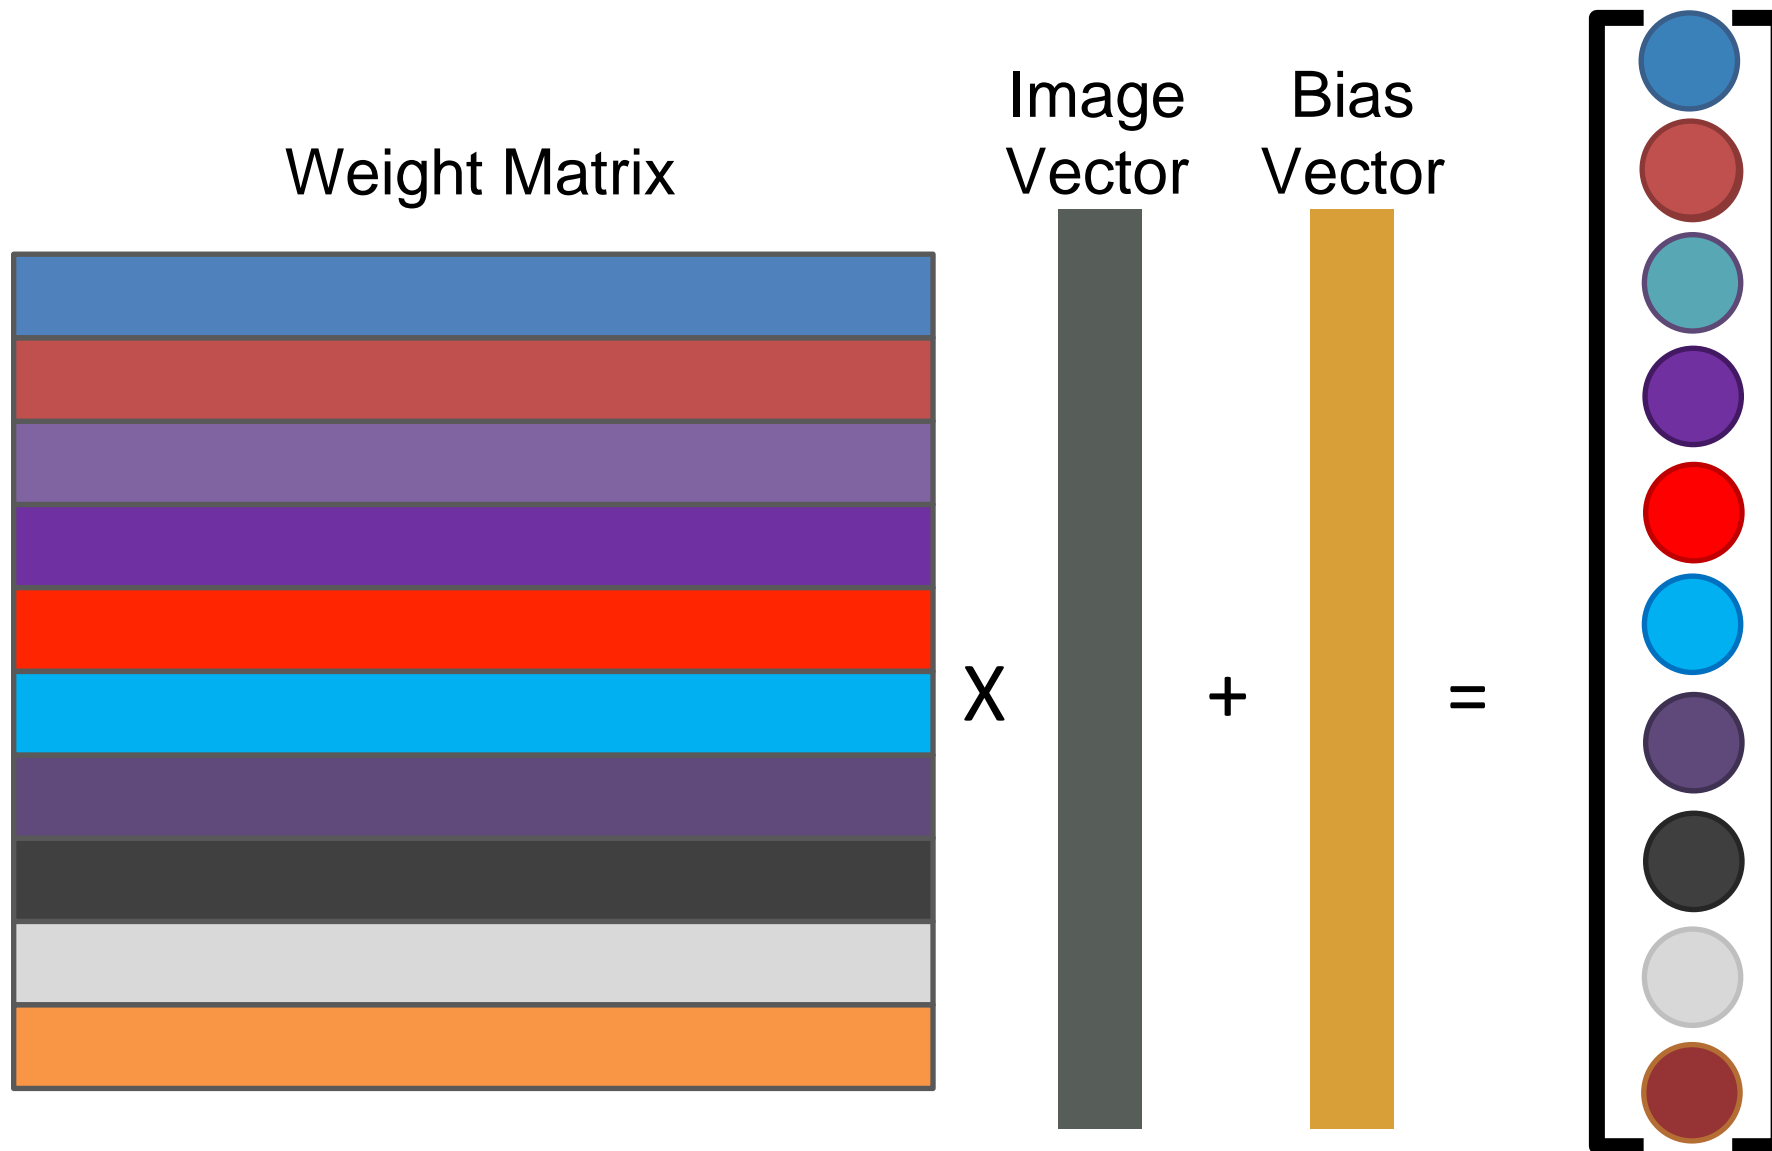 Weight Matrix
Image
Vector
Bias
Vector
X
+
=